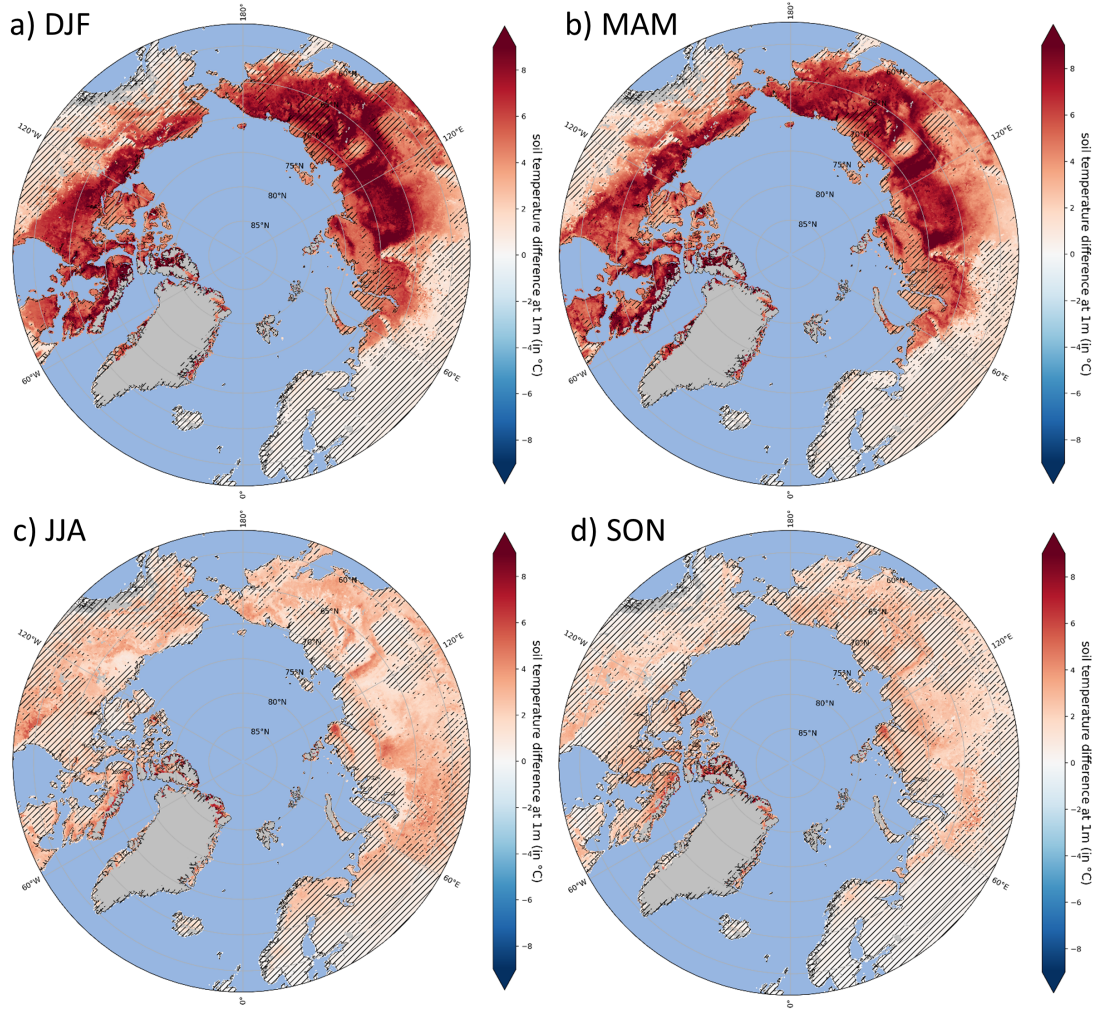 a) DJF
180°
120°W
60°W
0°
60°E
120°E
60°N
65°N
70°N
75°N
80°N
85°N
8
6
4
2
0
−2
−4
−6
−8
soil temperature difference at 1m (in °C)
b) MAM
180°
120°W
60°W
0°
60°E
120°E
60°N
65°N
70°N
75°N
80°N
85°N
8
6
4
2
0
−2
−4
−6
−8
soil temperature difference at 1m (in °C)
c) JJA
180°
120°W
60°W
0°
60°E
120°E
60°N
65°N
70°N
75°N
80°N
85°N
8
6
4
2
0
−2
−4
−6
−8
soil temperature difference at 1m (in °C)
d) SON
180°
120°W
60°W
0°
60°E
120°E
60°N
65°N
70°N
75°N
80°N
85°N
8
6
4
2
0
−2
−4
−6
−8
soil temperature difference at 1m (in °C)